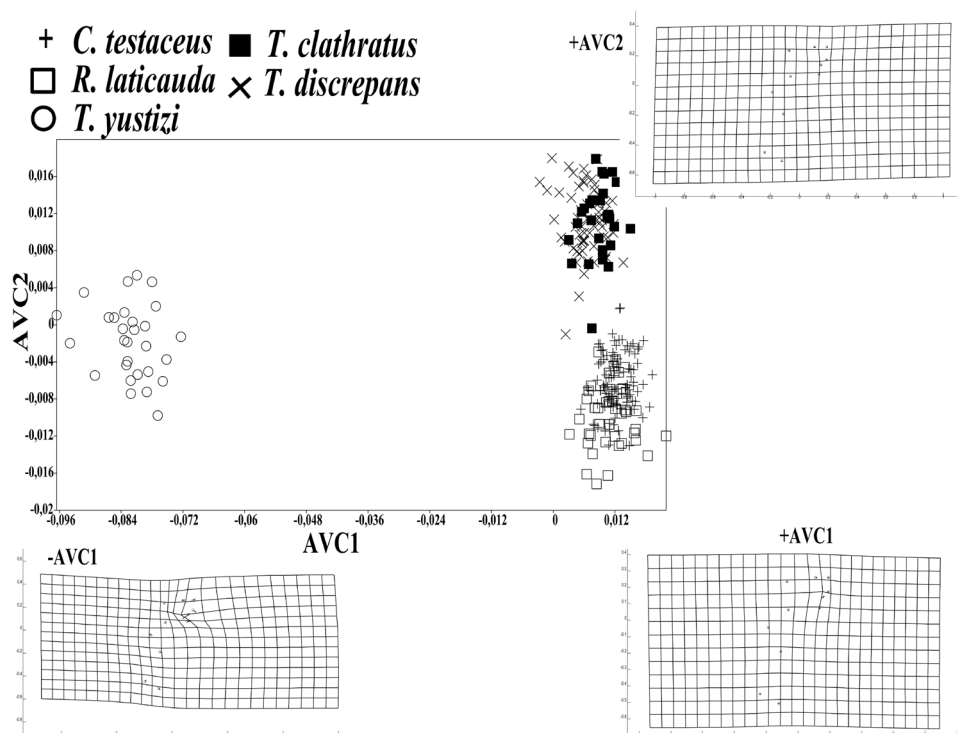 + C. testaceus ■ T. clathratus
□ R. laticauda × T. discrepans
○ T. yustizi
+AVC2
0,016
0,012
0,008
0,004
0
-0,004
-0,008
-0,012
-0,016
-0,02
AVC2
-0,096 -0,084 -0,072 -0,06 -0,048 -0,036 -0,024 -0,012 0 0,012
AVC1
-AVC1
+AVC1